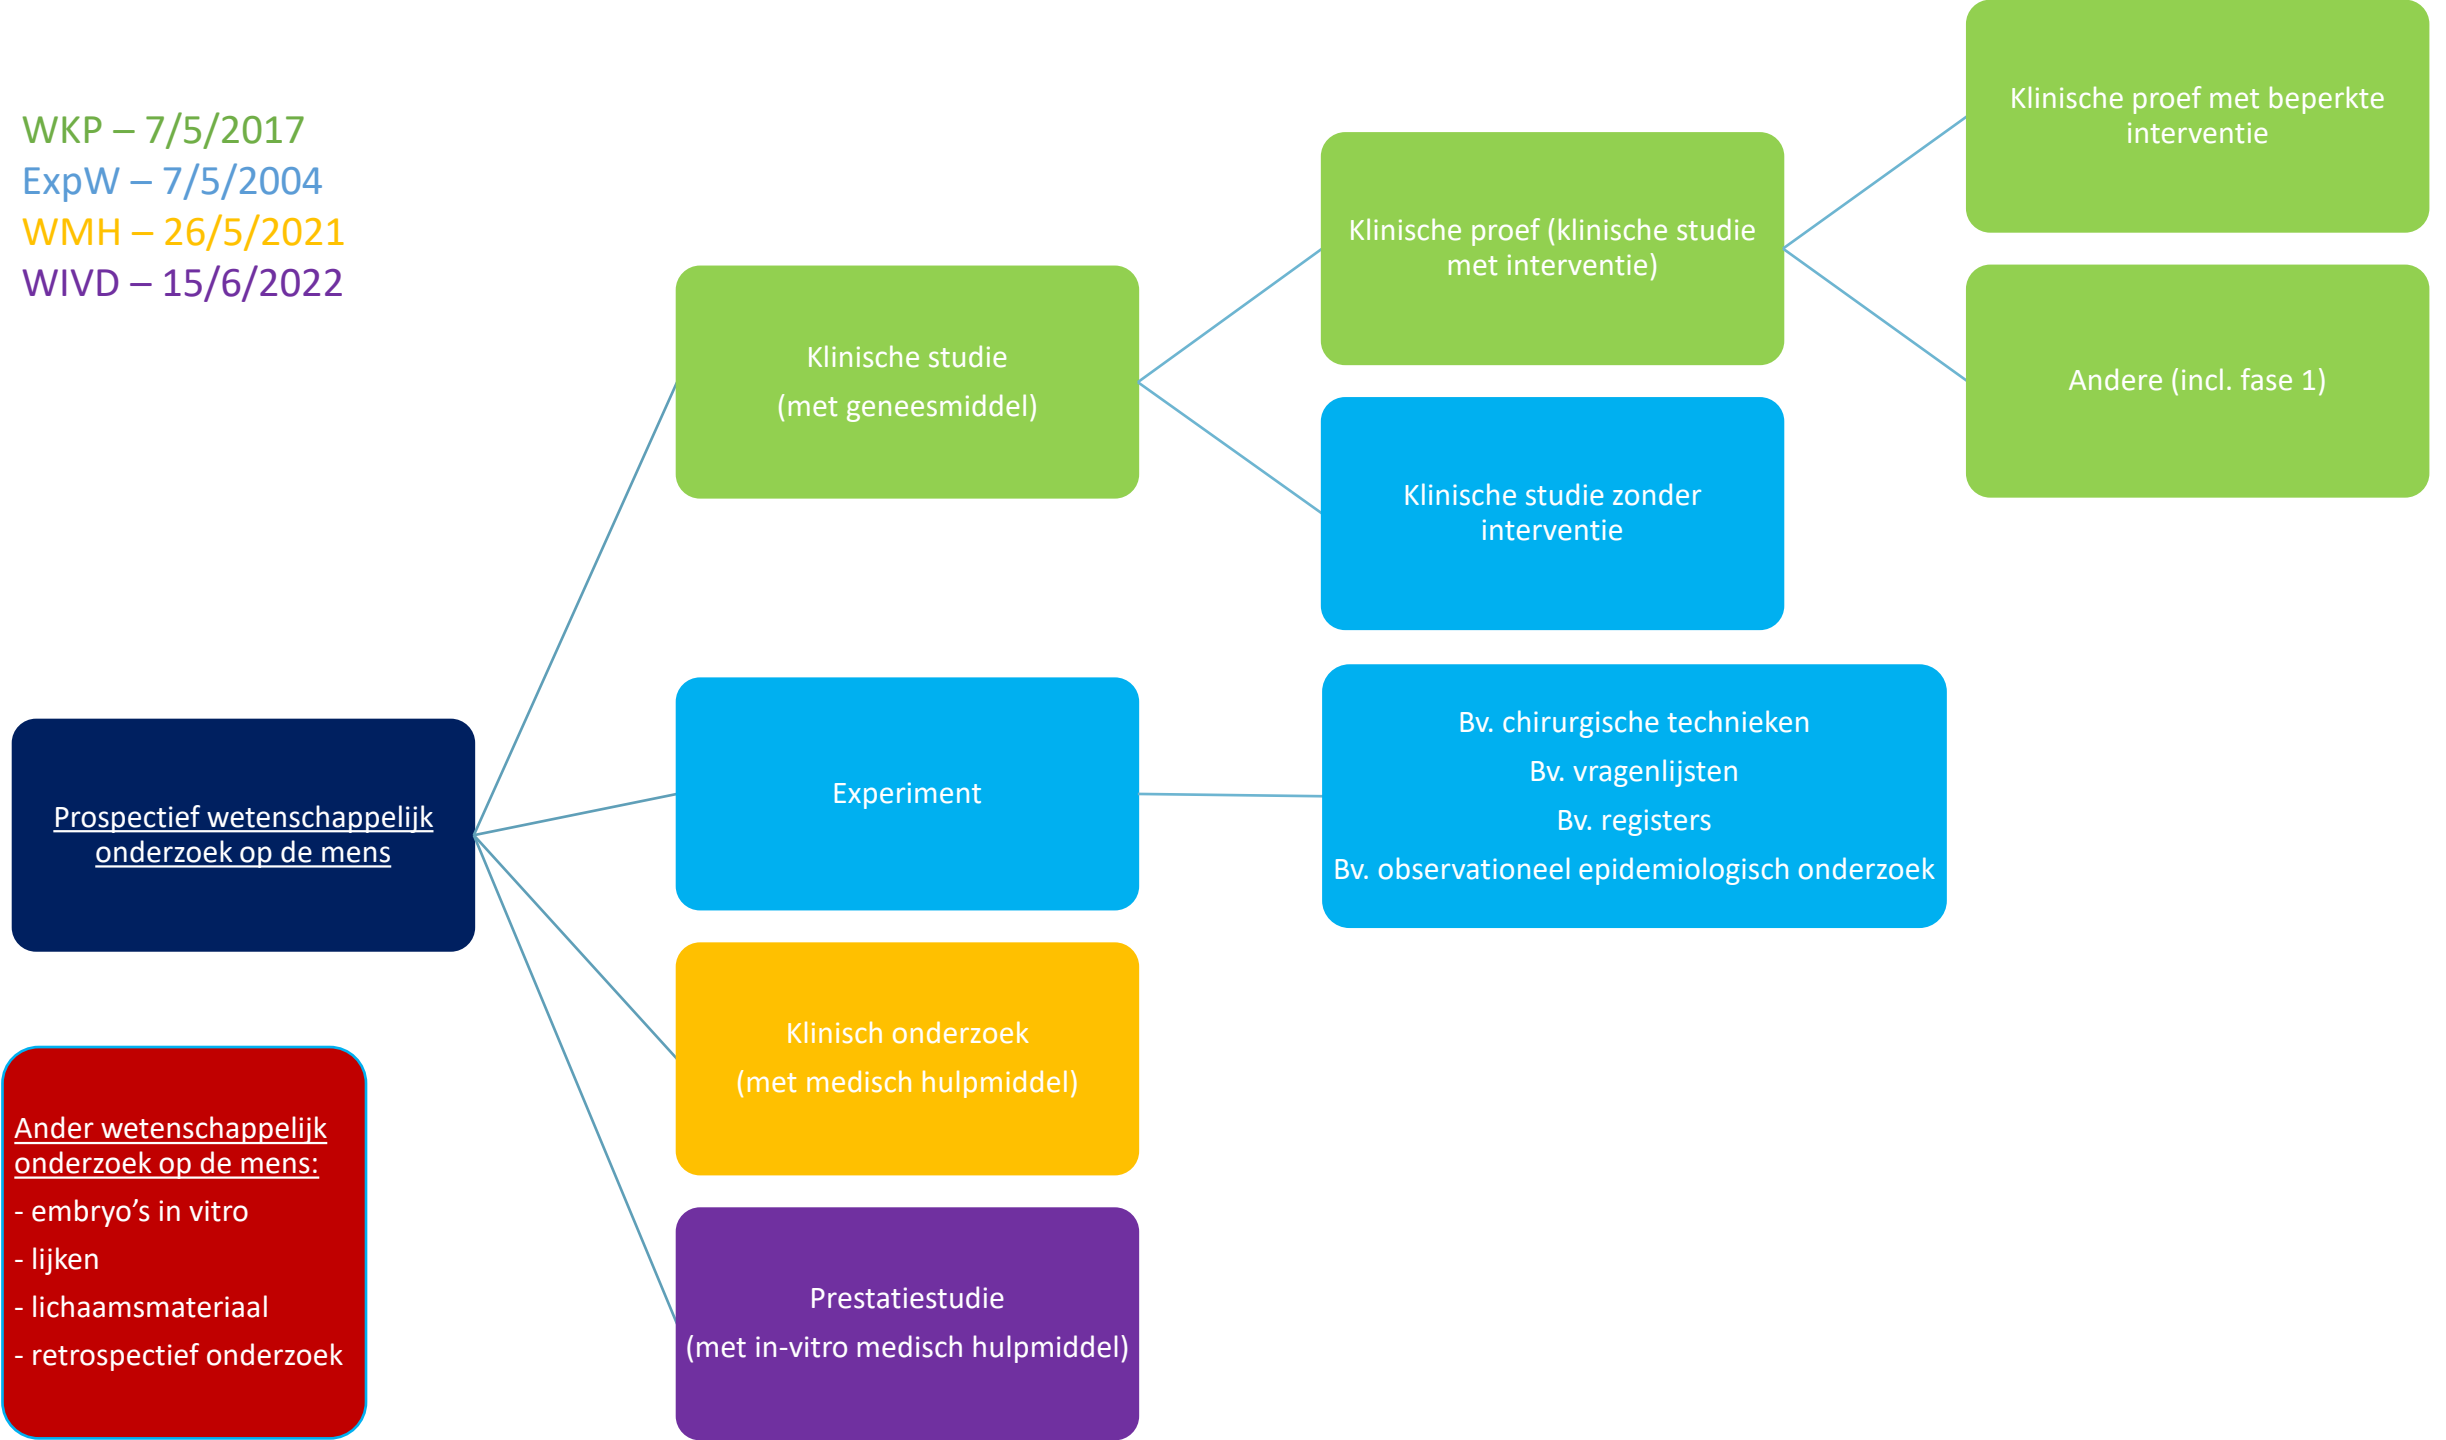 WKP – 7/5/2017
ExpW – 7/5/2004
WMH – 26/5/2021
WIVD – 15/6/2022
Prospectief wetenschappelijk
onderzoek op de mens
Ander wetenschappelijk
onderzoek op de mens:
- embryo’s in vitro
- lijken
- lichaamsmateriaal
- retrospectief onderzoek
Klinische studie
(met geneesmiddel)
Klinische proef (klinische studie
met interventie)
Klinische proef met beperkte
interventie
Andere (incl. fase 1)
Klinische studie zonder
interventie
Experiment
Bv. chirurgische technieken
Bv. vragenlijsten
Bv. registers
Bv. observationeel epidemiologisch onderzoek
Klinisch onderzoek
(met medisch hulpmiddel)
Prestatiestudie
(met in-vitro medisch hulpmiddel)